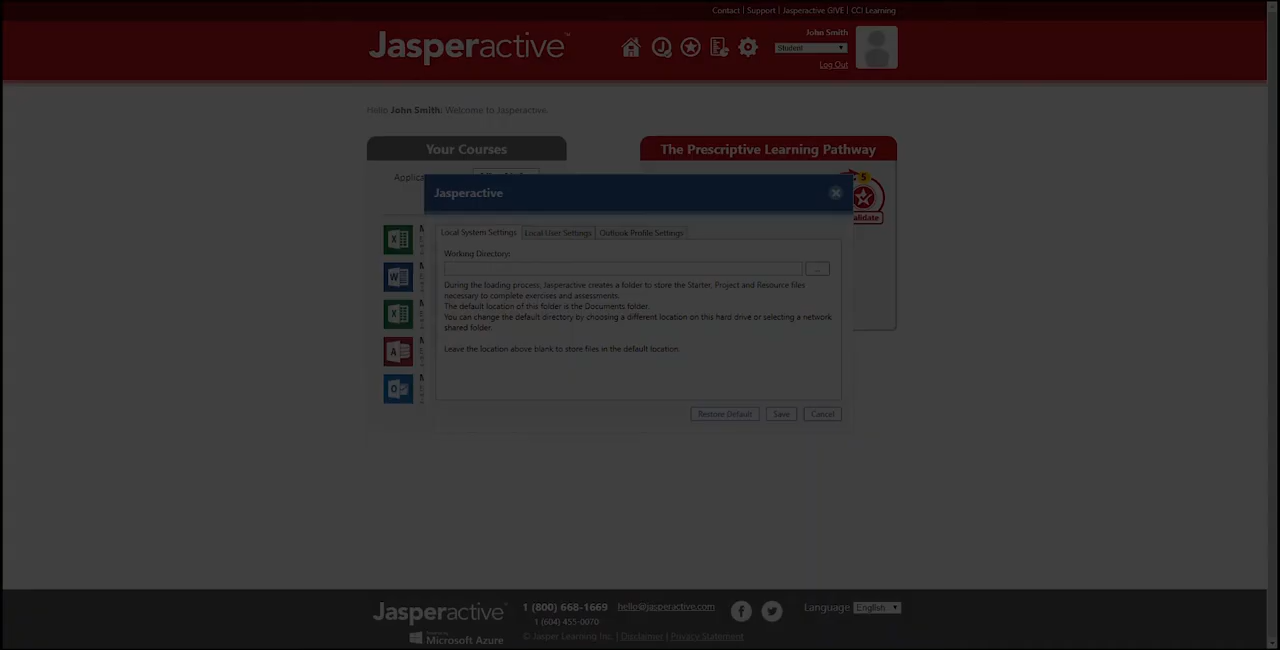 Contact | Support | Jasperactive GIVE | CCI Learning
Jasperactive™
John Smith
Student
Log Out
Hello John Smith: Welcome to Jasperactive.
Your Courses
The Prescriptive Learning Pathway
Jasperactive
5
Local System Settings
Local User Settings
Outlook Profile Settings
Working Directory:
...
During the loading process, Jasperactive creates a folder to store the Starter, Project and Resource files
necessary to complete exercises and assessments.
The default location of this folder is the Documents folder.
You can change the default directory by choosing a different location on this hard drive or selecting a network
shared folder.
Leave the location above blank to store files in the default location.
Restore Default
Save
Cancel
Jasperactive™
Microsoft Azure
1 (800) 668-1669
hello@jasperactive.com
1 (604) 455-0070
© Jasper Learning Inc. | Disclaimer | Privacy Statement
Language
English